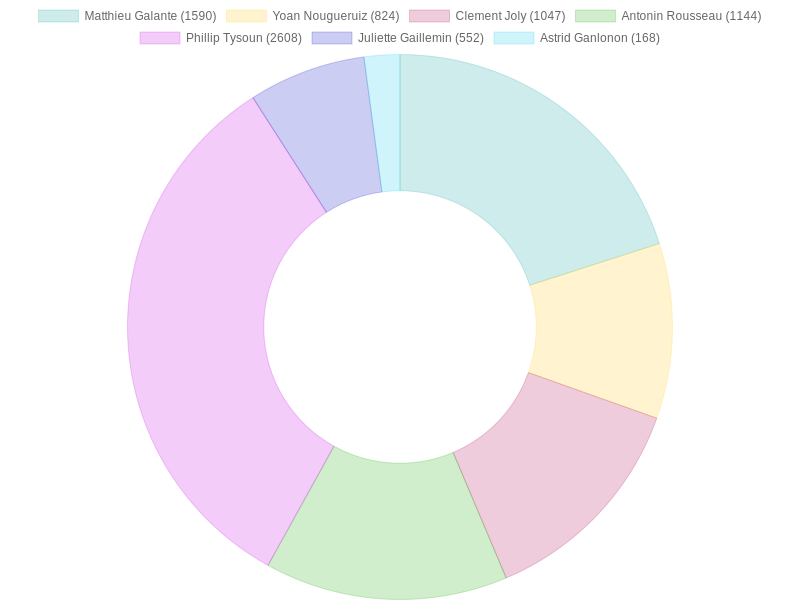 Matthieu Galante (1590) Yoan Nougueruiz (824) Clement Joly (1047) Antonin Rousseau (1144)
Phillip Tysoun (2608) Juliette Gaillemin (552) Astrid Ganlonon (168)